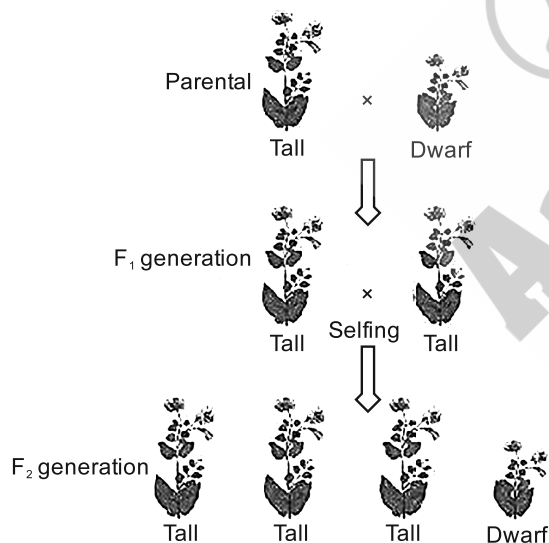 Parental
×
Tall
Dwarf
F₁ generation
×
Selfing
Tall
Tall
F₂ generation
Tall
Tall
Tall
Dwarf